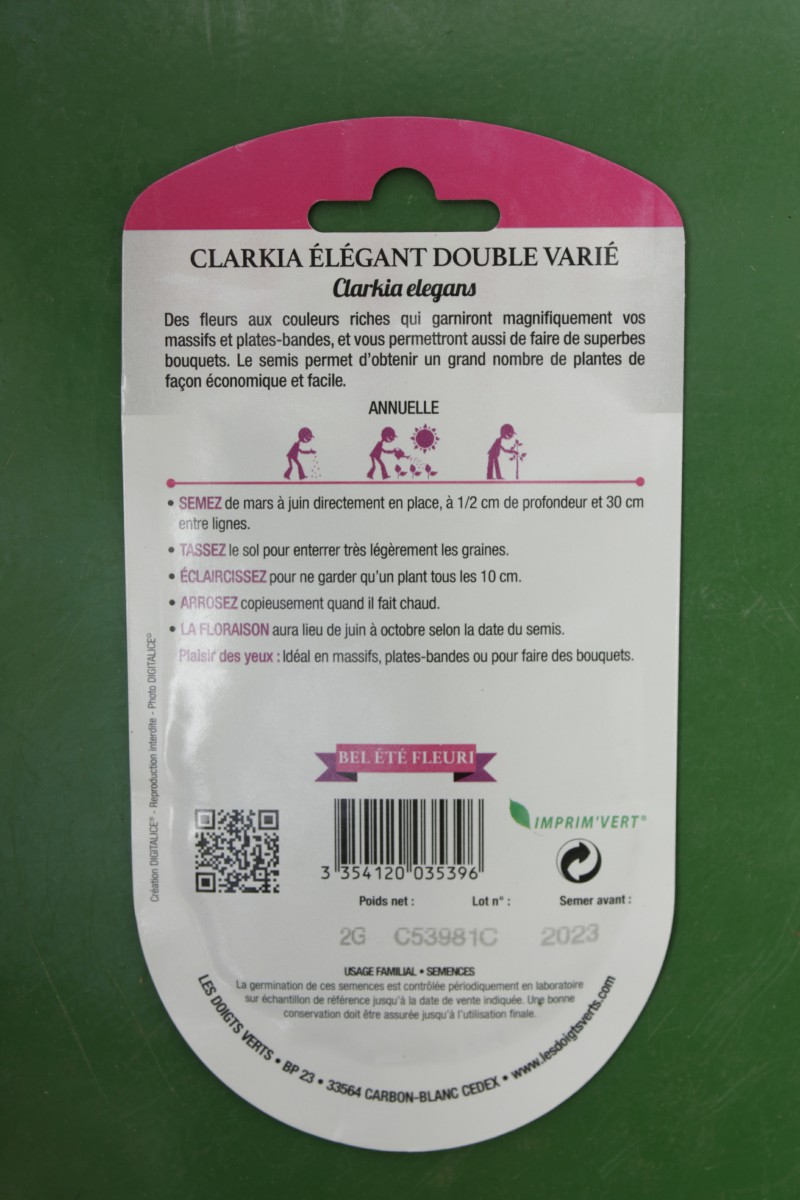 CLARKIA ÉLÉGANT DOUBLE VARIÉ
Clarkia elegans
Des fleurs aux couleurs riches qui garniront magnifiquement vos
massifs et plates-bandes, et vous permettront aussi de faire de superbes
bouquets. Le semis permet d'obtenir un grand nombre de plantes de
façon économique et facile.
ANNUELLE
• SEMEZ de mars à juin directement en place, à 1/2 cm de profondeur et 30 cm
entre lignes.
• TASSEZ le sol pour enterrer très légèrement les graines.
• ÉCLAIRCISSEZ pour ne garder qu'un plant tous les 10 cm.
• ARROSEZ copieusement quand il fait chaud.
• LA FLORAISON aura lieu de juin à octobre selon la date du semis.
Plaisir des yeux : Idéal en massifs, plates-bandes ou pour faire des bouquets.
Création DIGITALICE® - Reproduction interdite - Photo DIGITALICE®
BEL ÉTÉ FLEURI
IMPRIM'VERT®
3 354120 035396
Poids net : Lot n° : Semer avant :
2G C53981C 2023
USAGE FAMILIAL • SEMENCES
La germination de ces semences est contrôlée périodiquement en laboratoire
sur échantillon de référence jusqu'à la date de vente indiquée. Une bonne
conservation doit être assurée jusqu'à l'utilisation finale.
LES DOIGTS VERTS • BP 23 • 33564 CARBON-BLANC CEDEX • www.lesdoigtsverts.com